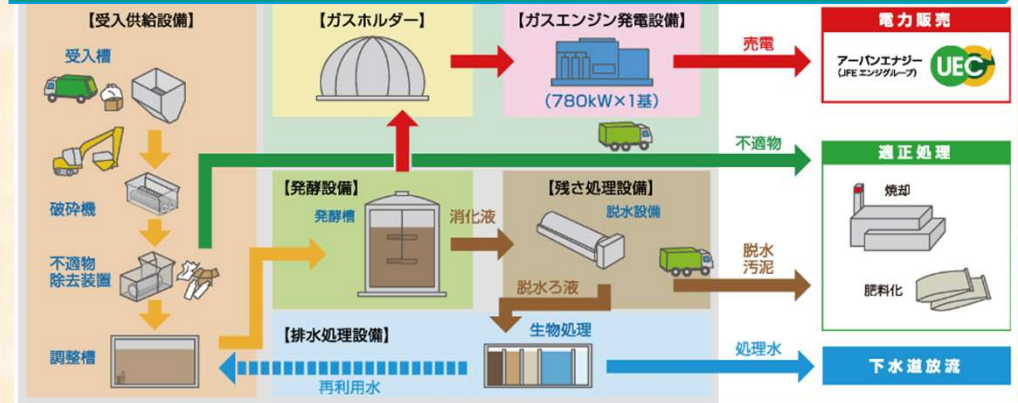 【受入供給設備】
受入槽
破砕機
不適物
除去装置
調整槽
【ガスホルダー】
【ガスエンジン発電設備】
(780kW×1基)
売電
電力販売
アーバンエナジー
(JFEエンジグループ)
UEC
不適物
適正処理
焼却
肥料化
【発酵設備】
発酵槽
消化液
【残さ処理設備】
脱水設備
脱水
汚泥
脱水ろ液
【排水処理設備】
生物処理
再利用水
処理水
下水道放流